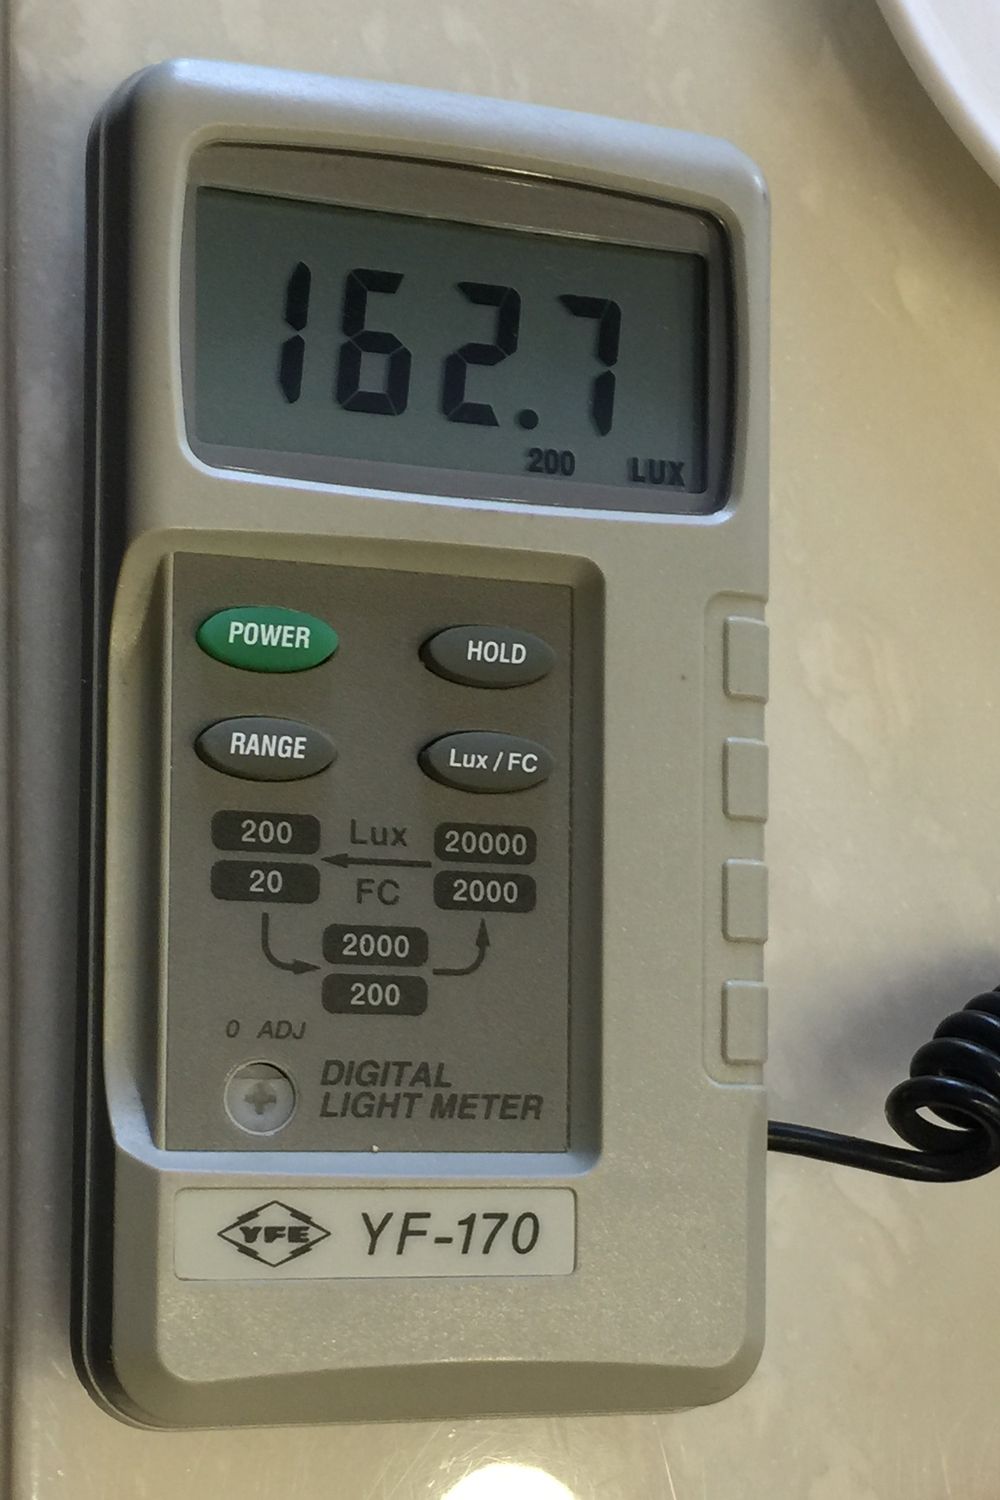 162.7
200 LUX
POWER HOLD
RANGE Lux / FC
200 Lux 20000
20 FC 2000
2000
200
0 ADJ
DIGITAL
LIGHT METER
YFE YF-170